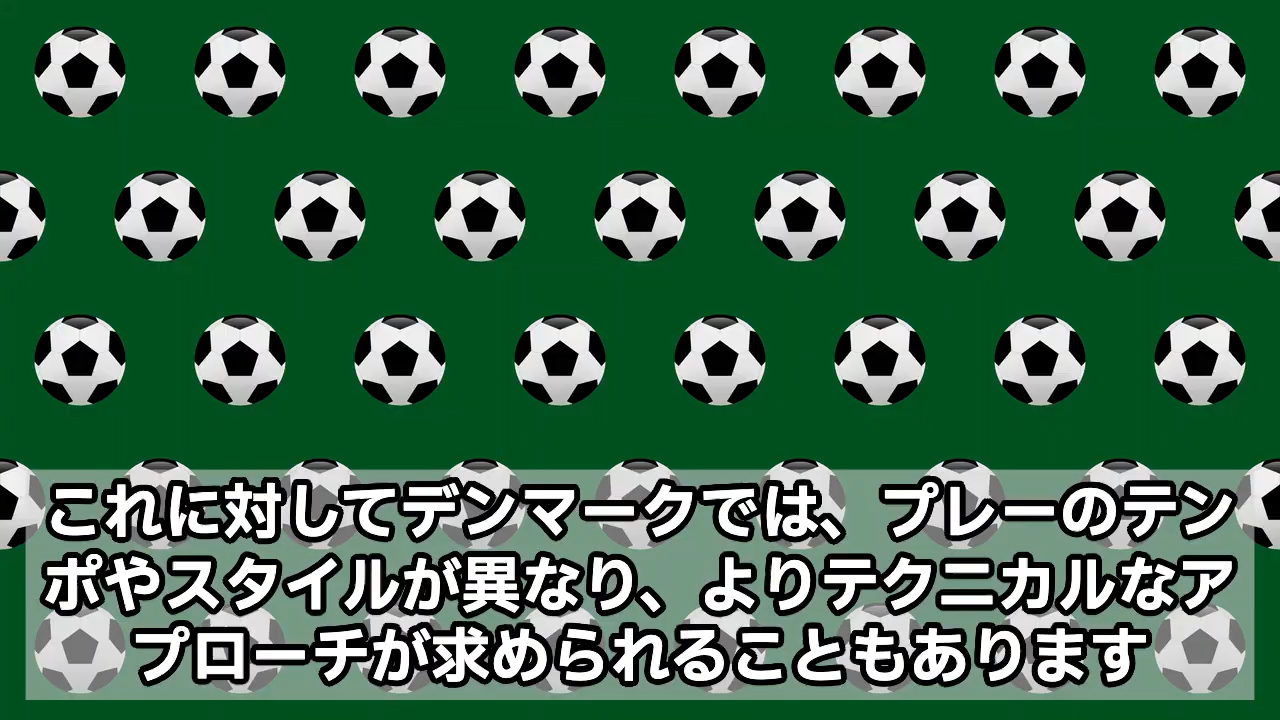 これに対してデンマークでは、プレーのテン
ポやスタイルが異なり、よりテクニカルなア
プローチが求められることもあります